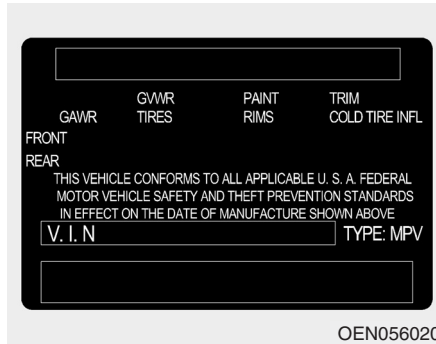 GVWR PAINT TRIM
GAWR TIRES RIMS COLD TIRE INFL
FRONT
REAR
THIS VEHICLE CONFORMS TO ALL APPLICABLE U. S. A. FEDERAL
MOTOR VEHICLE SAFETY AND THEFT PREVENTION STANDARDS
IN EFFECT ON THE DATE OF MANUFACTURE SHOWN ABOVE
V. I. N TYPE: MPV
OEN056020